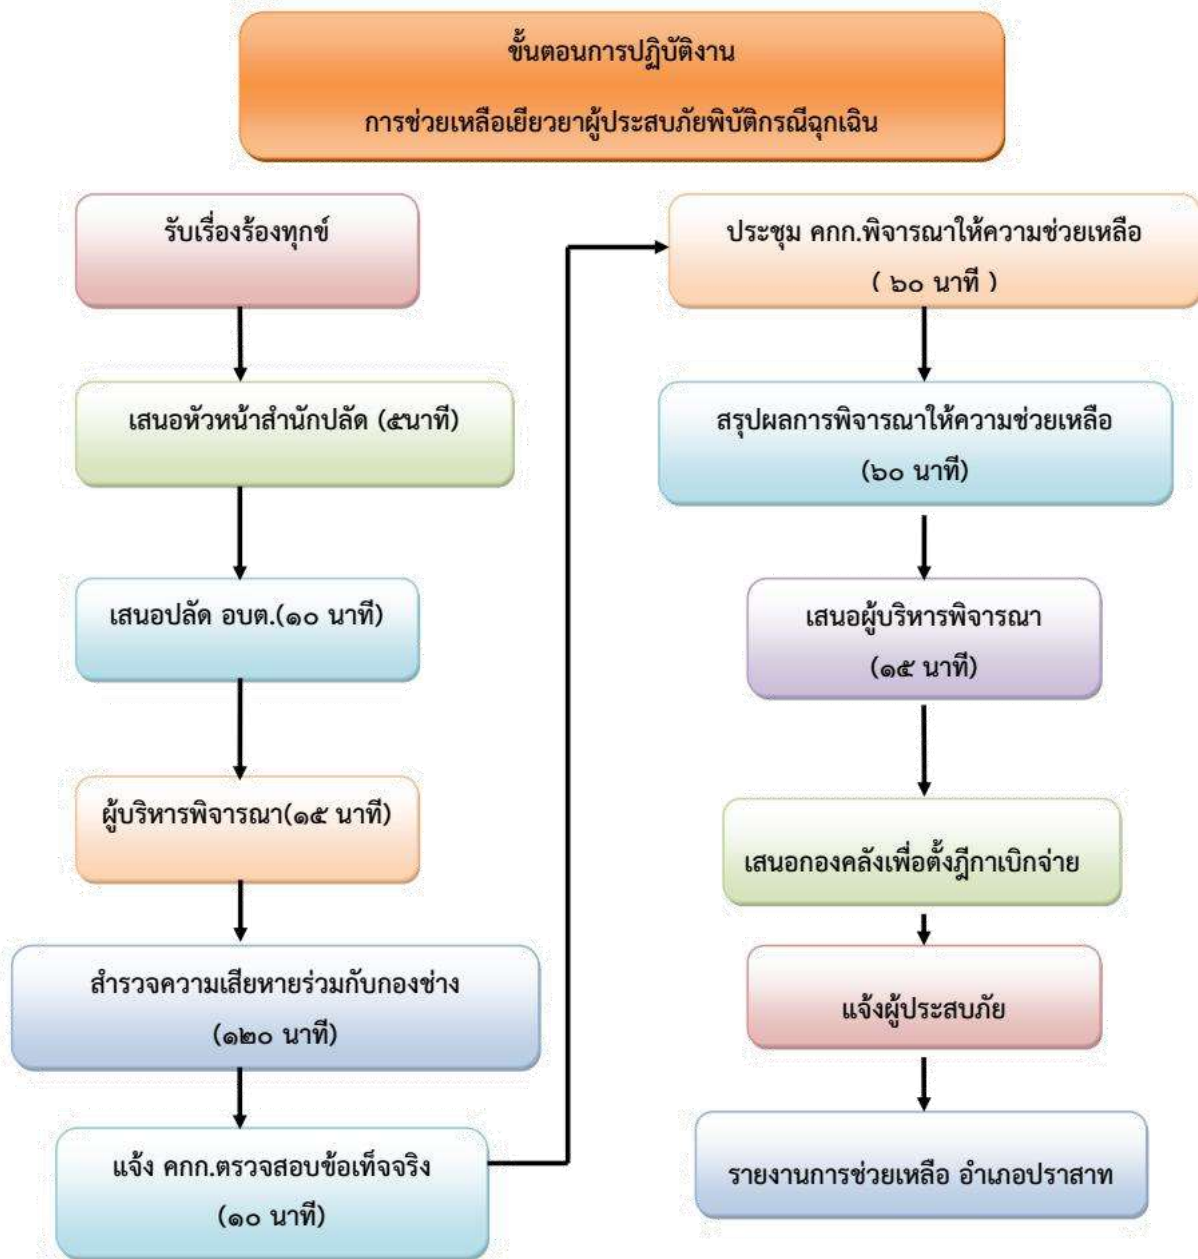 ขั้นตอนการปฏิบัติงาน
การช่วยเหลือเยียวยาผู้ประสบภัยพิบัติกรณีฉุกเฉิน
รับเรื่องร้องทุกข์
เสนอหัวหน้าสำนักปลัด (๕นาที)
เสนอปลัด อบต.(๑๐ นาที)
ผู้บริหารพิจารณา(๑๕ นาที)
สำรวจความเสียหายร่วมกับกองช่าง
(๑๒๐ นาที)
แจ้ง คกก.ตรวจสอบข้อเท็จจริง
(๑๐ นาที)
ประชุม คกก.พิจารณาให้ความช่วยเหลือ
( ๖๐ นาที )
สรุปผลการพิจารณาให้ความช่วยเหลือ
(๖๐ นาที)
เสนอผู้บริหารพิจารณา
(๑๕ นาที)
เสนอกองคลังเพื่อตั้งฎีกาเบิกจ่าย
แจ้งผู้ประสบภัย
รายงานการช่วยเหลือ อำเภอปราสาท